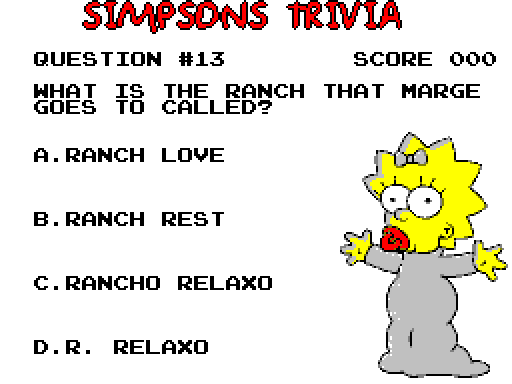 SIMPSONS TRIVIA
QUESTION #13 SCORE 000
WHAT IS THE RANCH THAT MARGE
GOES TO CALLED?
A.RANCH LOVE
B.RANCH REST
C.RANCHO RELAXO
D.R. RELAXO